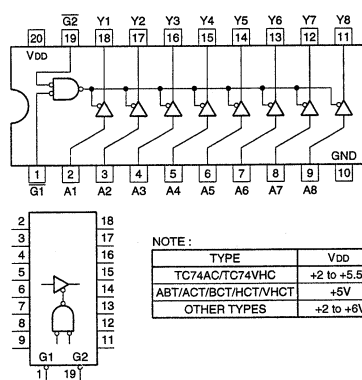 G2 Y1 Y2 Y3 Y4 Y5 Y6 Y7 Y8
20 19 18 17 16 15 14 13 12 11
VDD
GND
1 2 3 4 5 6 7 8 9 10
G1 A1 A2 A3 A4 A5 A6 A7 A8
2 18
3 17
4 16
5 15
6 14
7 13
8 12
9 11
G1 G2
1 19
NOTE :
TYPE VDD
TC74AC/TC74VHC +2 to +5.5
ABT/ACT/BCT/HCT/VHCT +5V
OTHER TYPES +2 to +6V